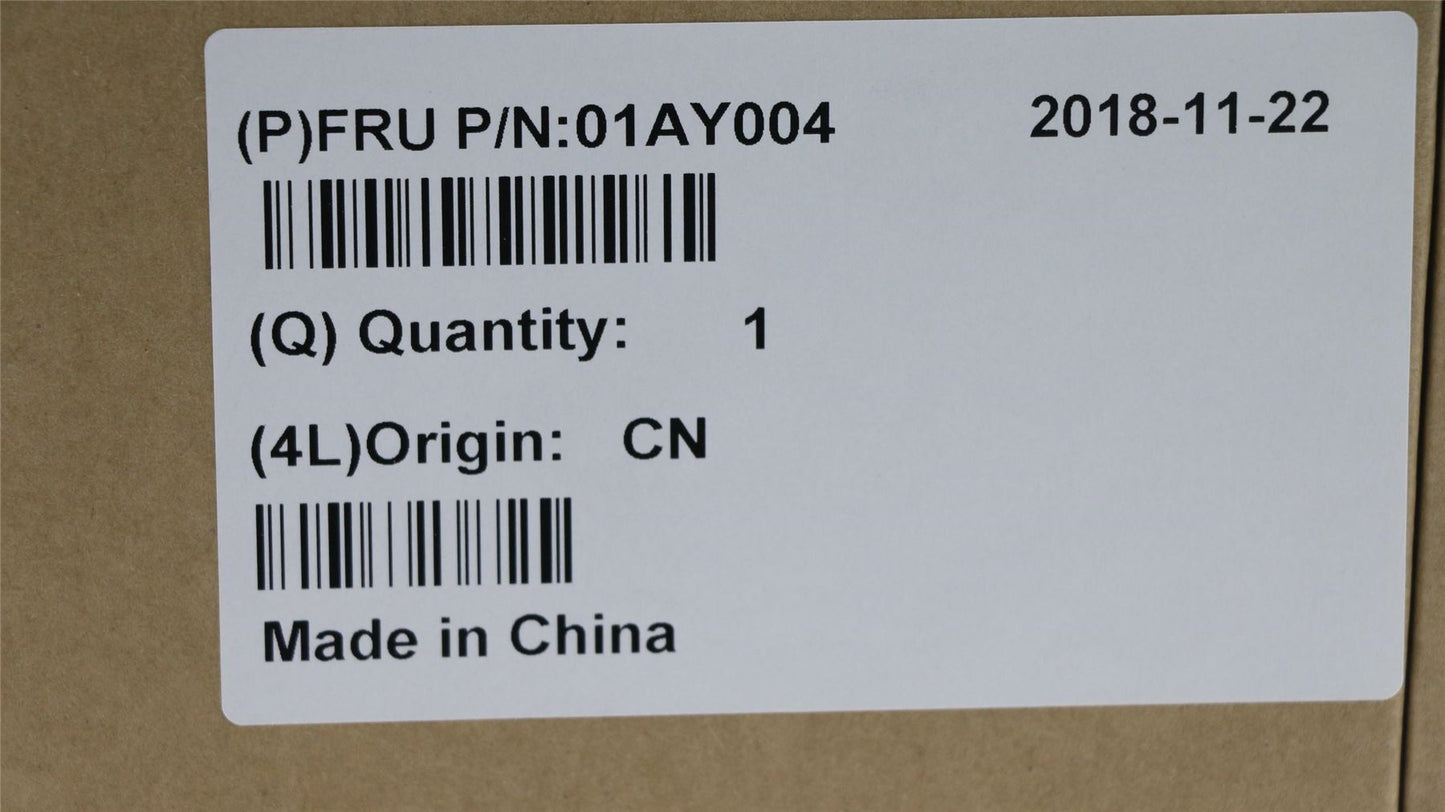 (P)FRU P/N:01AY004 2018-11-22
(Q) Quantity: 1
(4L)Origin: CN
Made in China